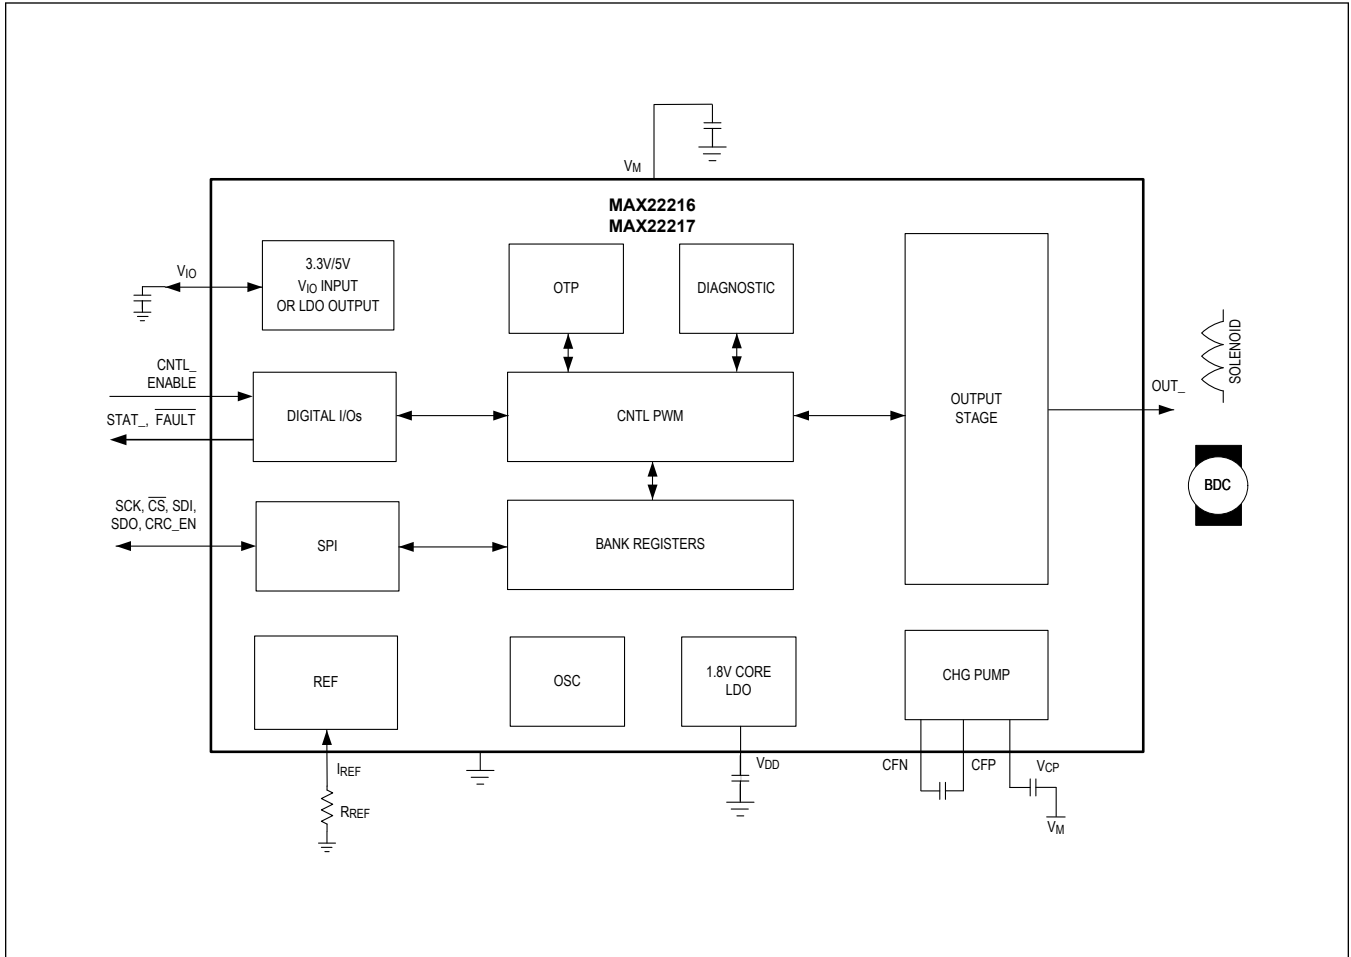 VM
MAX22216
MAX22217
VIO
3.3V/5V
VIO INPUT
OR LDO OUTPUT
OTP
DIAGNOSTIC
OUTPUT
STAGE
SOLENOID
CNTL_
ENABLE
STAT_, FAULT
DIGITAL I/Os
CNTL PWM
OUT_
BDC
SCK, CS, SDI,
SDO, CRC_EN
SPI
BANK REGISTERS
REF
OSC
1.8V CORE
LDO
CHG PUMP
IREF
RREF
VDD
CFN
CFP
VCP
VM